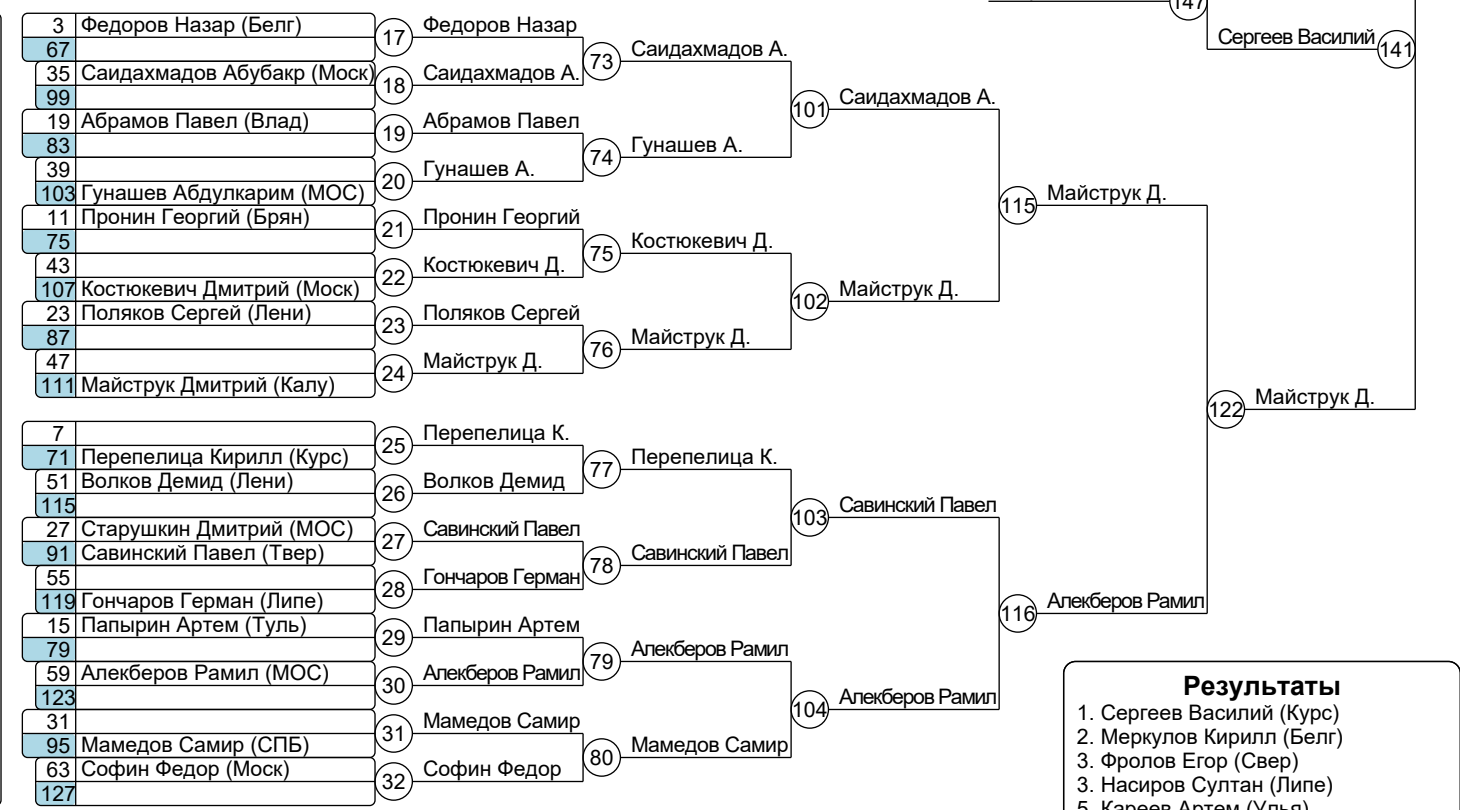 147
Сергеев Василий
141
3 Федоров Назар (Белг)
67
17
Федоров Назар
35 Саидахмадов Абубакр (Моск)
99
18
Саидахмадов А.
73
Саидахмадов А.
19 Абрамов Павел (Влад)
83
19
Абрамов Павел
39
103 Гунашев Абдулкарим (МОС)
20
Гунашев А.
74
Гунашев А.
101
Саидахмадов А.
11 Пронин Георгий (Брян)
75
21
Пронин Георгий
43
107 Костюкевич Дмитрий (Моск)
22
Костюкевич Д.
75
Костюкевич Д.
23 Поляков Сергей (Лени)
87
23
Поляков Сергей
47
111 Майструк Дмитрий (Калу)
24
Майструк Д.
76
Майструк Д.
102
Майструк Д.
115
Майструк Д.
7
71 Перепелица Кирилл (Курс)
25
Перепелица К.
51 Волков Демид (Лени)
115
26
Волков Демид
77
Перепелица К.
27 Старушкин Дмитрий (МОС)
91 Савинский Павел (Твер)
27
Савинский Павел
55
119 Гончаров Герман (Липе)
28
Гончаров Герман
78
Савинский Павел
103
Савинский Павел
15 Папырин Артем (Туль)
79
29
Папырин Артем
59 Алекберов Рамил (МОС)
123
30
Алекберов Рамил
79
Алекберов Рамил
31
95 Мамедов Самир (СПБ)
31
Мамедов Самир
63 Софин Федор (Моск)
127
32
Софин Федор
80
Мамедов Самир
104
Алекберов Рамил
116
Алекберов Рамил
122
Майструк Д.
Результаты
1. Сергеев Василий (Курс)
2. Меркулов Кирилл (Белг)
3. Фролов Егор (Свер)
3. Насиров Султан (Липе)
5. Кареев Артем (Улья)